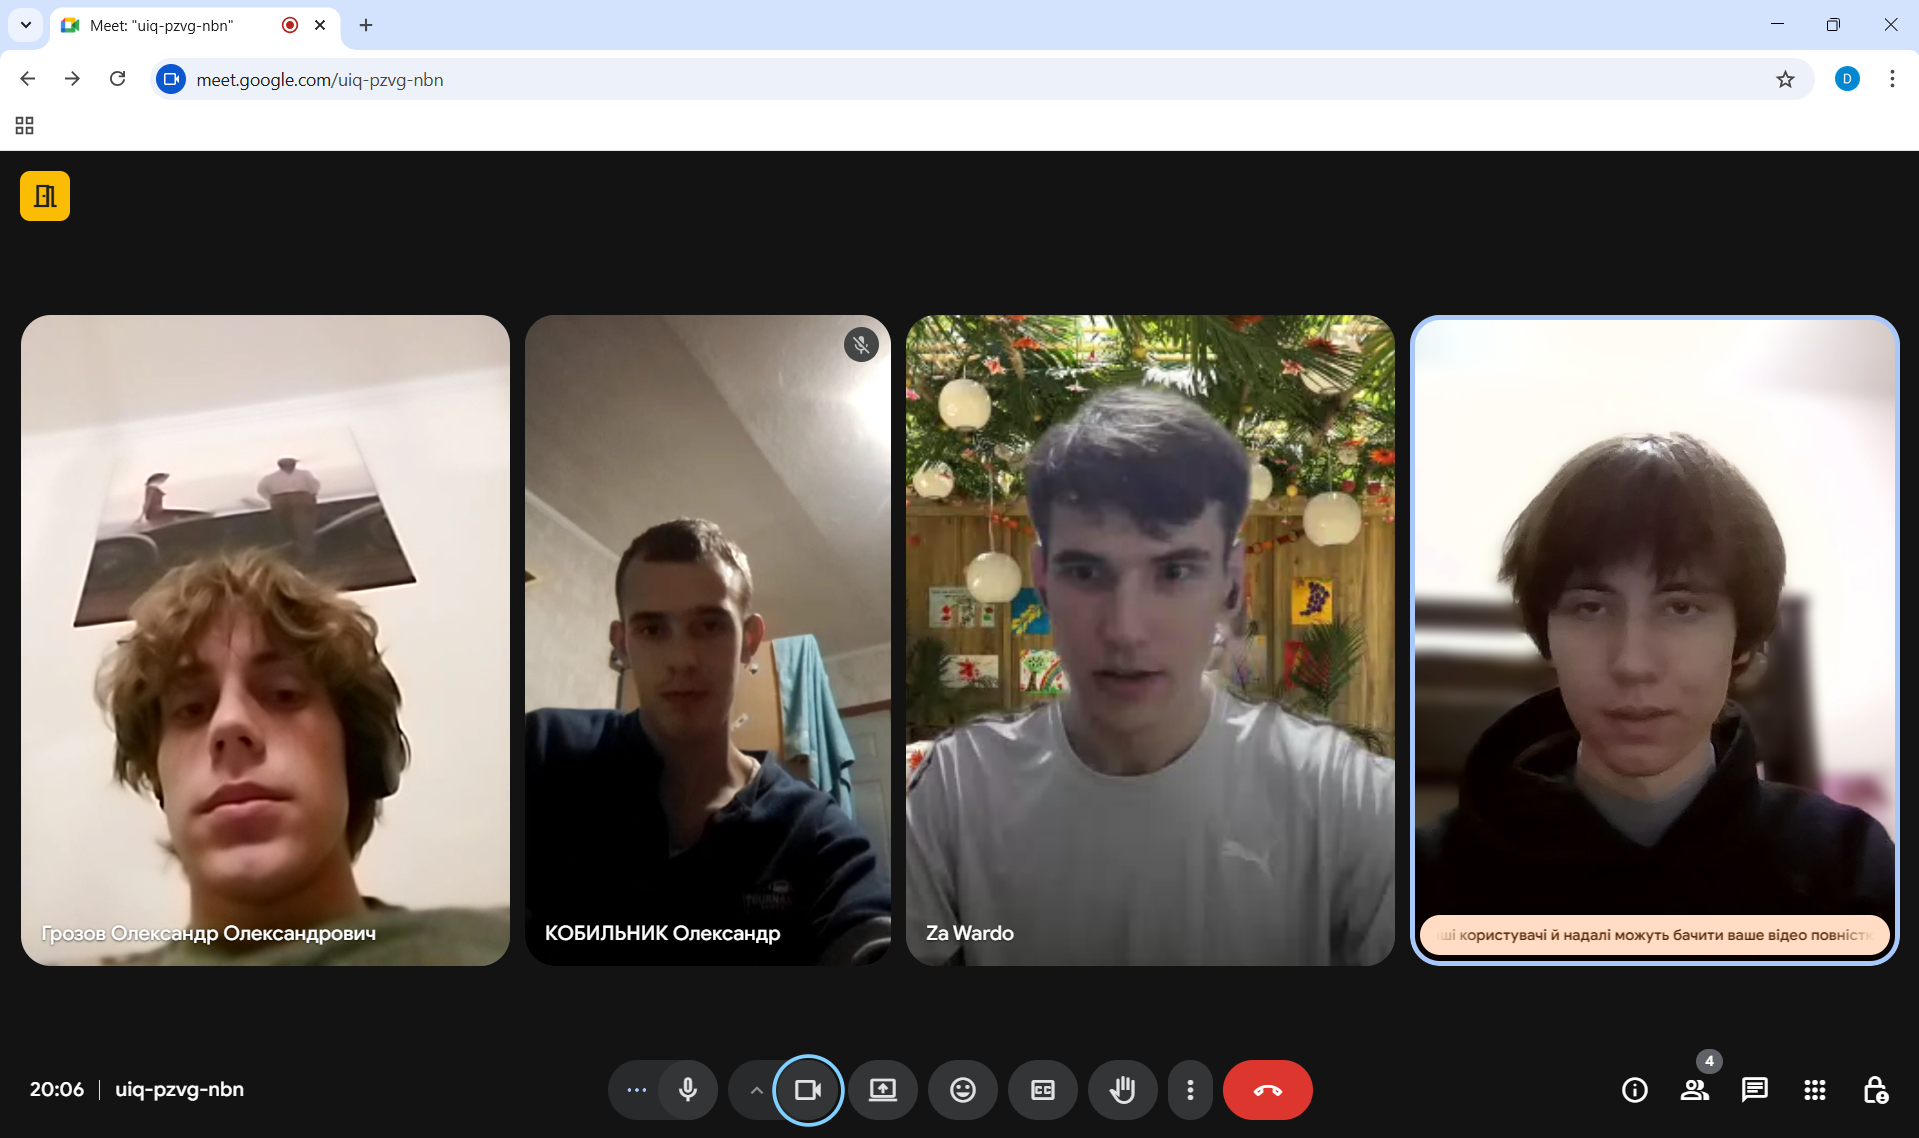 Meet: "uiq-pzvg-nbn"
meet.google.com/uiq-pzvg-nbn
D
Грозов Олександр Олександрович
КОБИЛЬНИК Олександр
Za Wardo
користувачі й надалі можуть бачити ваше відео
20:06 | uiq-pzvg-nbn
CC
4